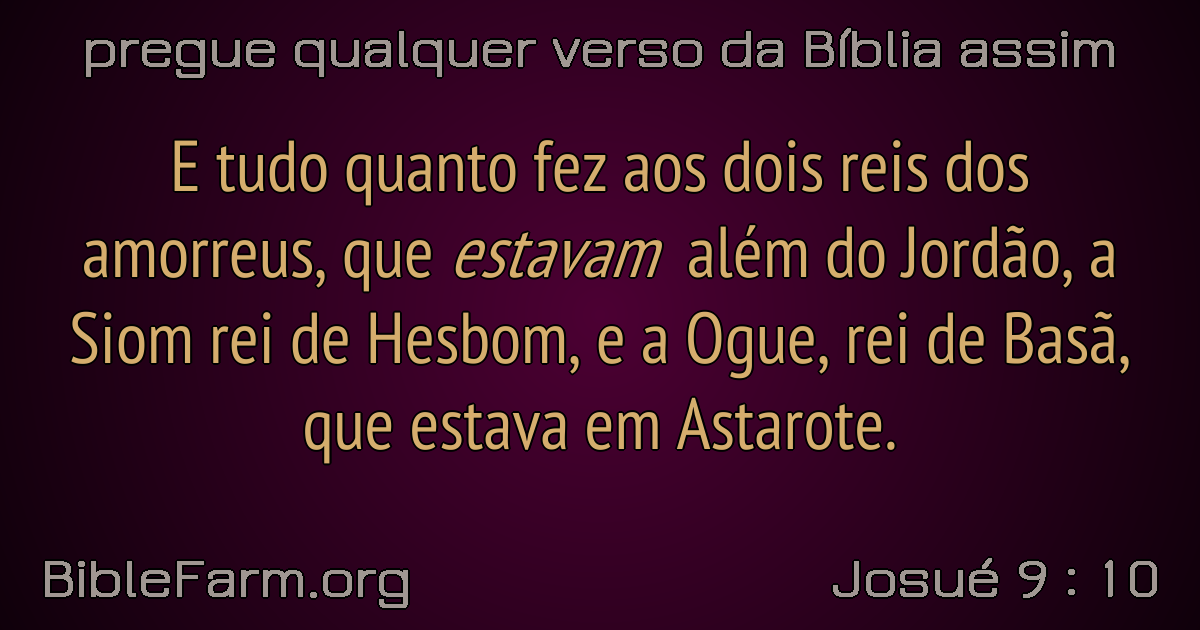 pregue qualquer verso da Bíblia assim
E tudo quanto fez aos dois reis dos
amorreus, que estavam além do Jordão, a
Siom rei de Hesbom, e a Ogue, rei de Basã,
que estava em Astarote.
BibleFarm.org
Josué 9 : 10